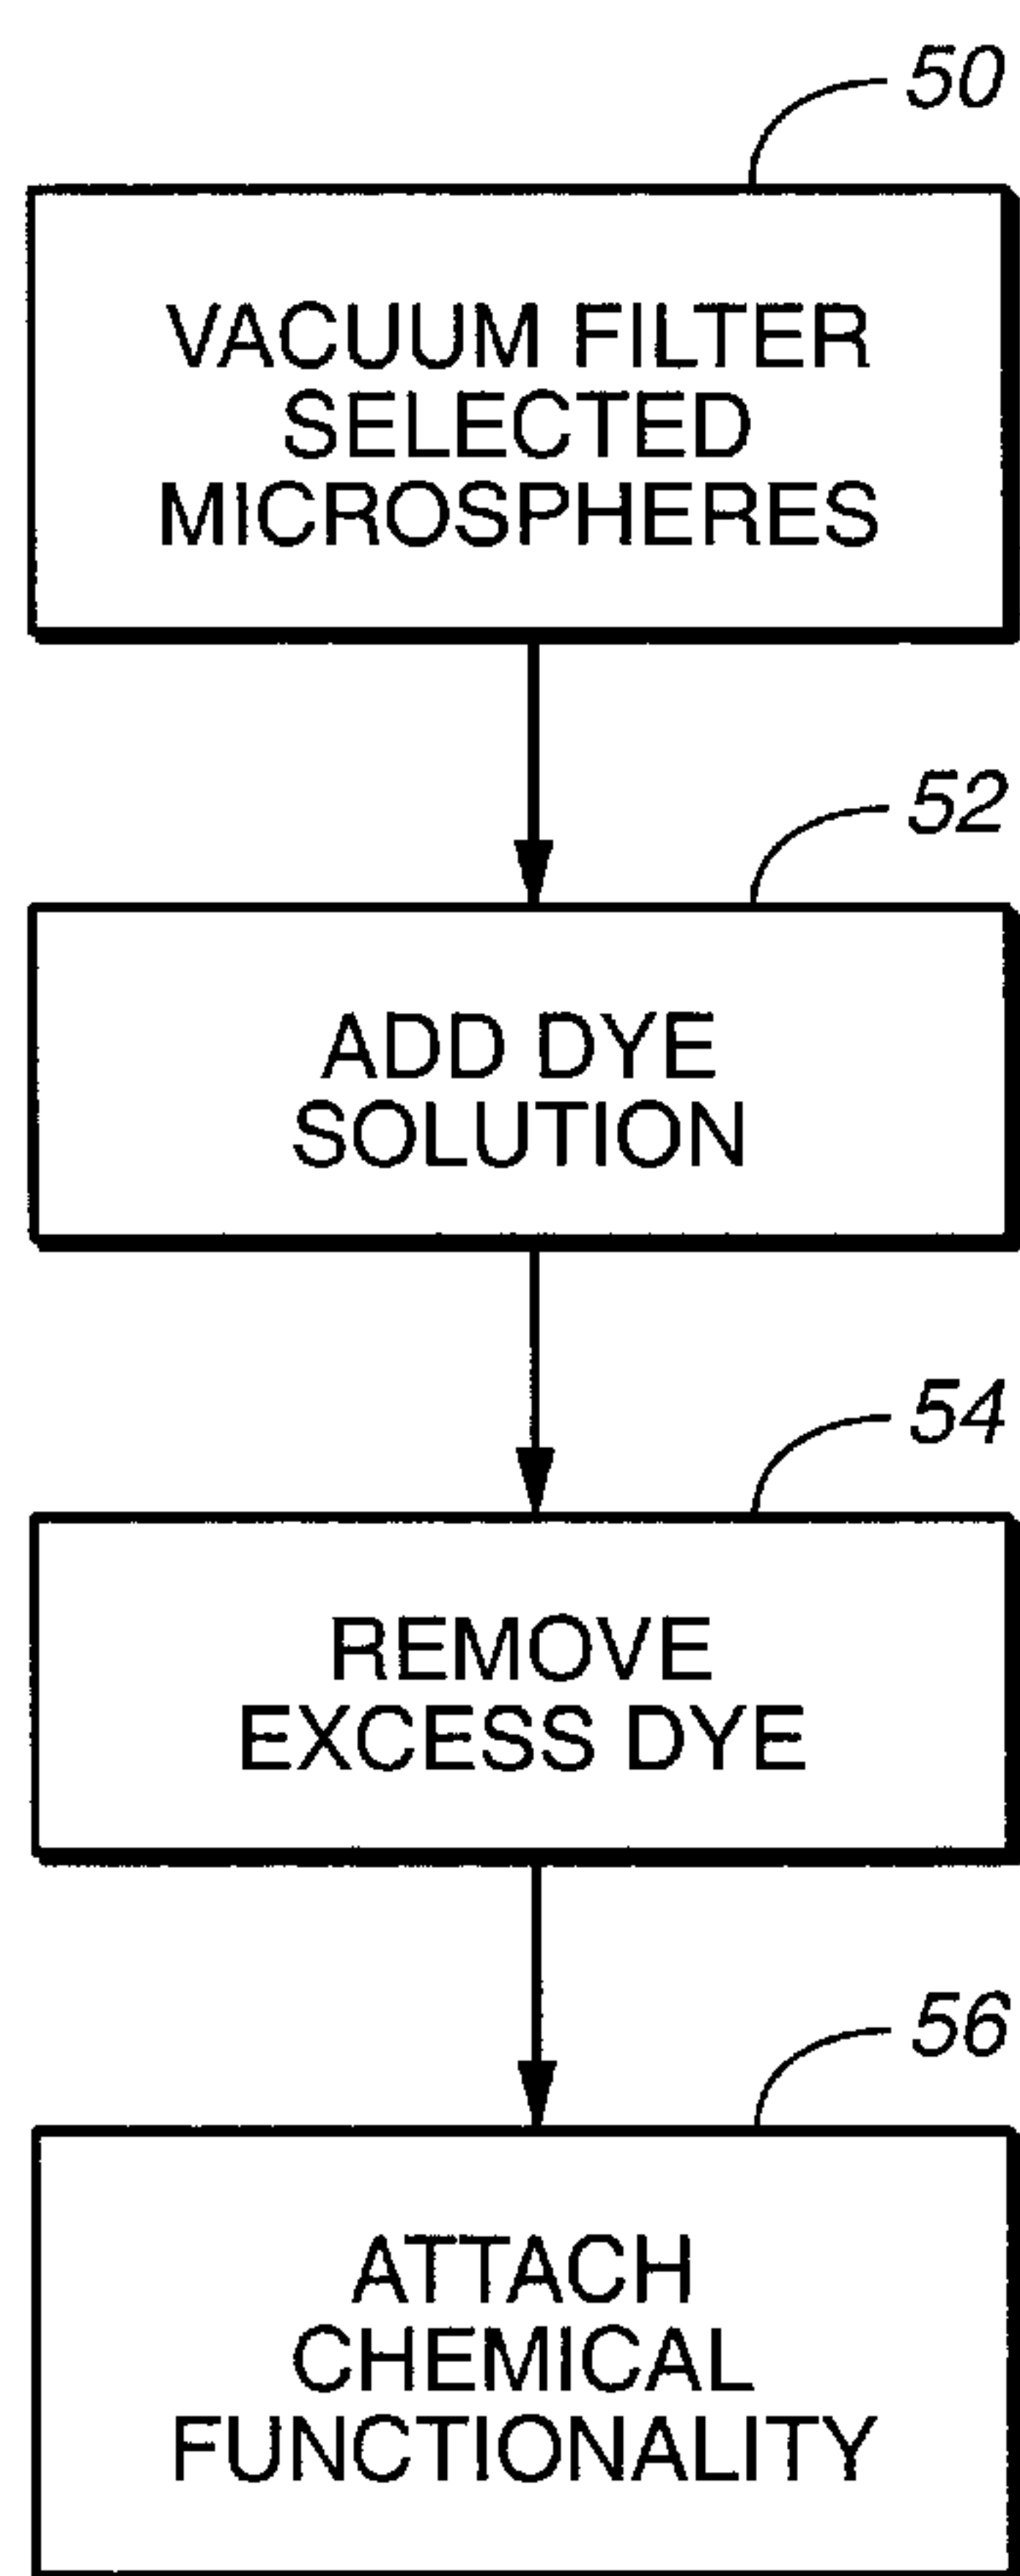 50
VACUUM FILTER
SELECTED
MICROSPHERES
52
ADD DYE
SOLUTION
54
REMOVE
EXCESS DYE
56
ATTACH
CHEMICAL
FUNCTIONALITY